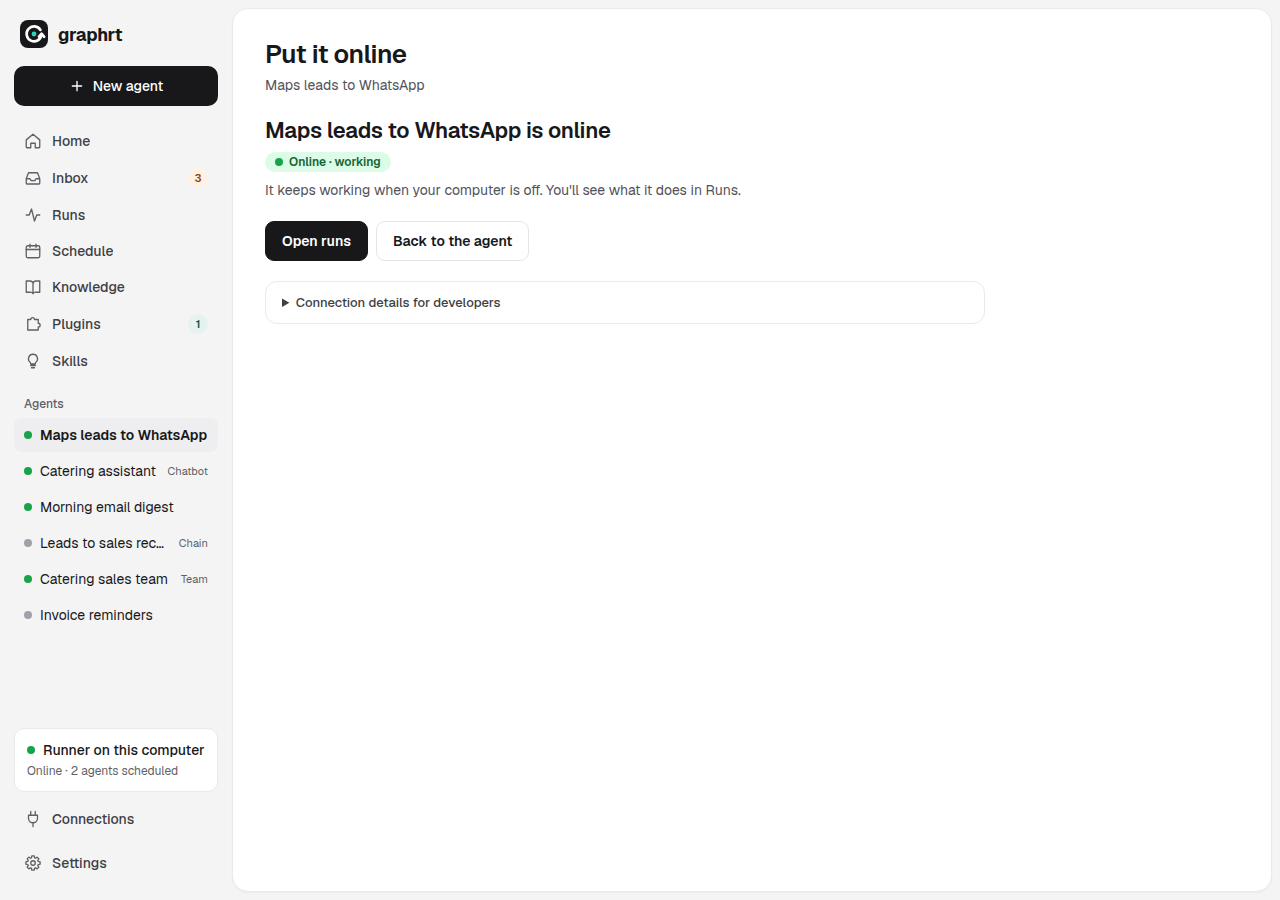 graphrt
New agent
Home
Inbox 3
Runs
Schedule
Knowledge
Plugins 1
Skills
Agents
Maps leads to WhatsApp
Catering assistant Chatbot
Morning email digest
Leads to sales rec... Chain
Catering sales team Team
Invoice reminders
Runner on this computer
Online · 2 agents scheduled
Connections
Settings
Put it online
Maps leads to WhatsApp
Maps leads to WhatsApp is online
Online · working
It keeps working when your computer is off. You'll see what it does in Runs.
Open runs Back to the agent
Connection details for developers